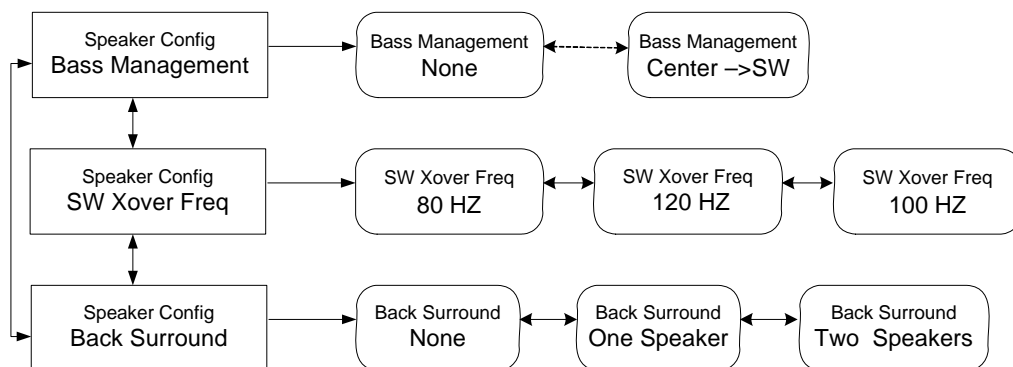 Speaker Config
Bass Management
Bass Management
None
Bass Management
Center –>SW
Speaker Config
SW Xover Freq
SW Xover Freq
80 HZ
SW Xover Freq
120 HZ
SW Xover Freq
100 HZ
Speaker Config
Back Surround
Back Surround
None
Back Surround
One Speaker
Back Surround
Two Speakers